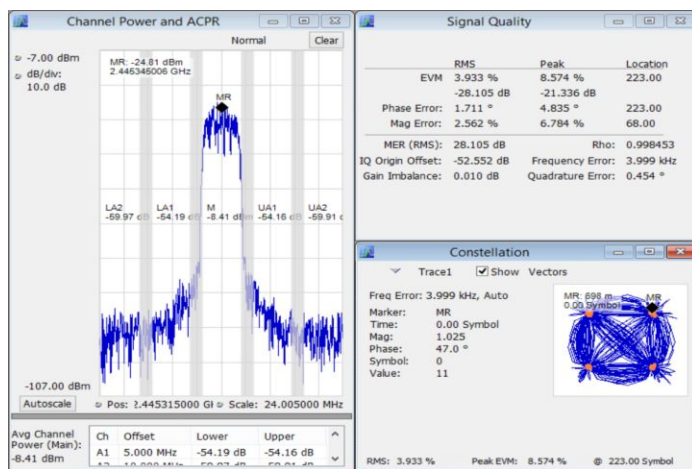 Channel Power and ACPR
Normal Clear
-7.00 dBm
dB/div:
10.0 dB
MR: -24.81 dBm
2.446345006 GHz
MR
LA2 LA1 M UA1 UA2
-59.97 dB -54.19 dB -8.41 dBm -54.16 dB -59.91 d
-107.00 dBm
Autoscale Pos: 2.445315000 GH Scale: 24.005000 MHz
Avg Channel
Power (Main):
-8.41 dBm
Ch Offset Lower Upper
A1 5.000 MHz -54.19 dB -54.16 dB
Signal Quality
RMS Peak Location
EVM 3.933 % 8.574 % 223.00
-28.105 dB -21.336 dB
Phase Error: 1.711 ° 4.835 ° 223.00
Mag Error: 2.562 % 6.784 % 68.00
MER (RMS): 28.105 dB Rho: 0.998453
IQ Origin Offset: -52.552 dB Frequency Error: 3.999 kHz
Gain Imbalance: 0.010 dB Quadrature Error: 0.454 °
Constellation
Trace1 Show Vectors
Freq Error: 3.999 kHz, Auto
Marker: MR
Time: 0.00 Symbol
Mag: 1.025
Phase: 47.0 °
Symbol: 0
Value: 11
MR: 698 m
0.00 Symbol
MR
RMS: 3.933 % Peak EVM: 8.574 % @ 223.00 Symbol